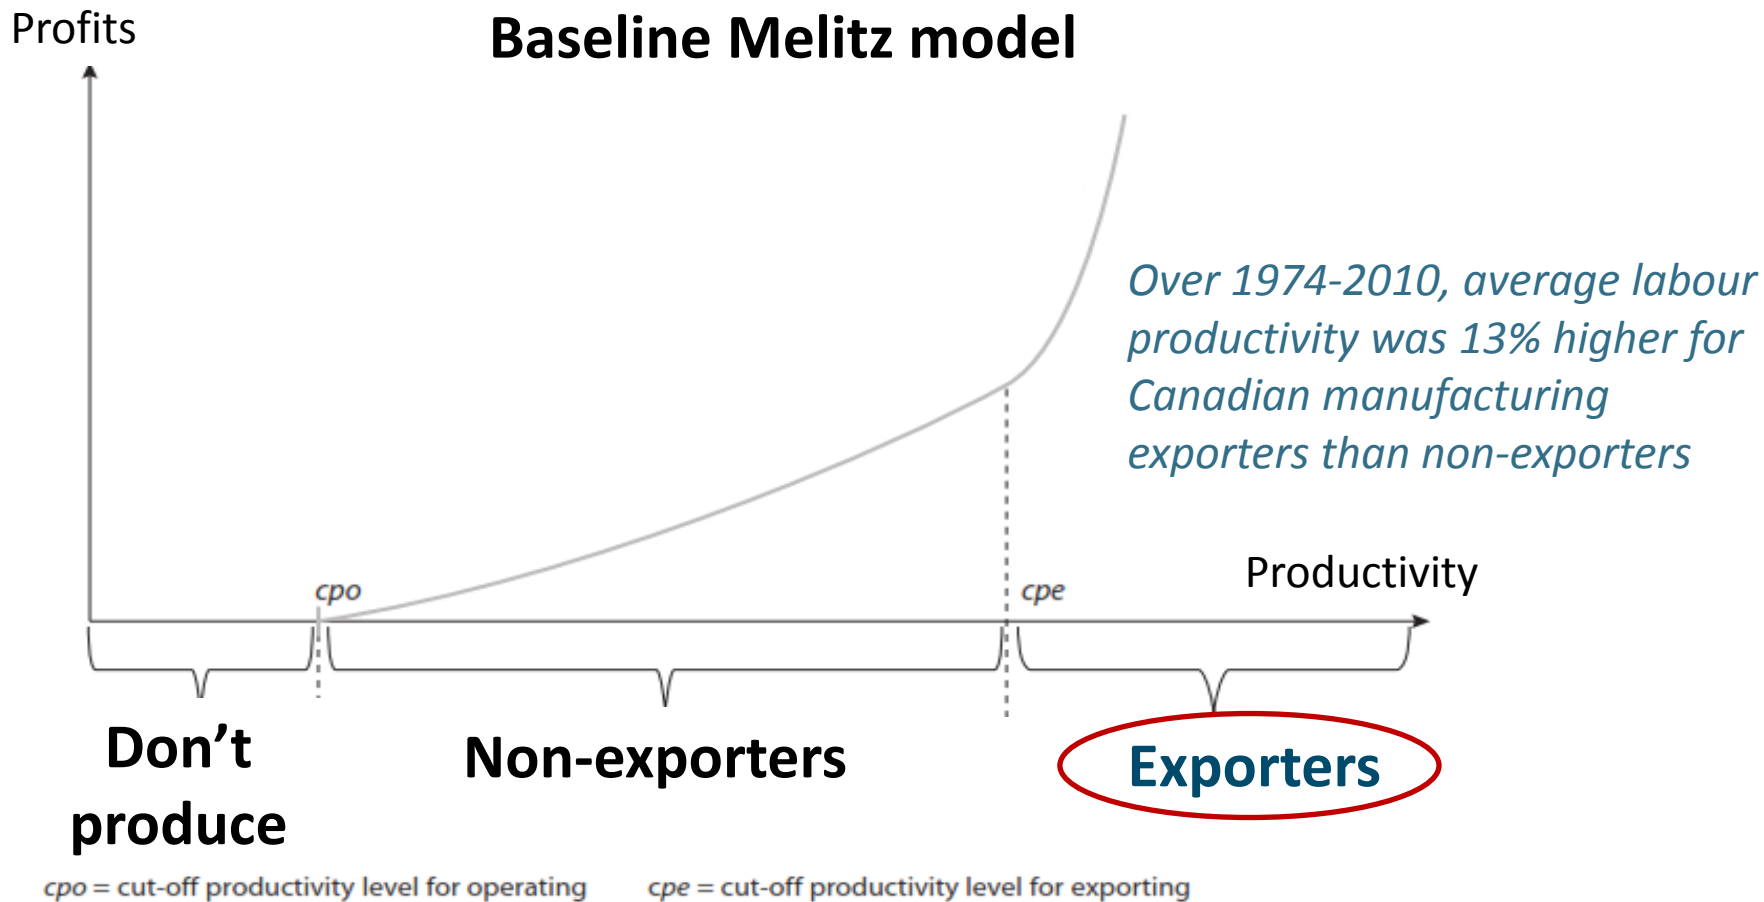 Profits
Baseline Melitz model
Over 1974-2010, average labour
productivity was 13% higher for
Canadian manufacturing
exporters than non-exporters
cpo
cpe
Productivity
Don’t
produce
Non-exporters
Exporters
cpo = cut-off productivity level for operating
cpe = cut-off productivity level for exporting